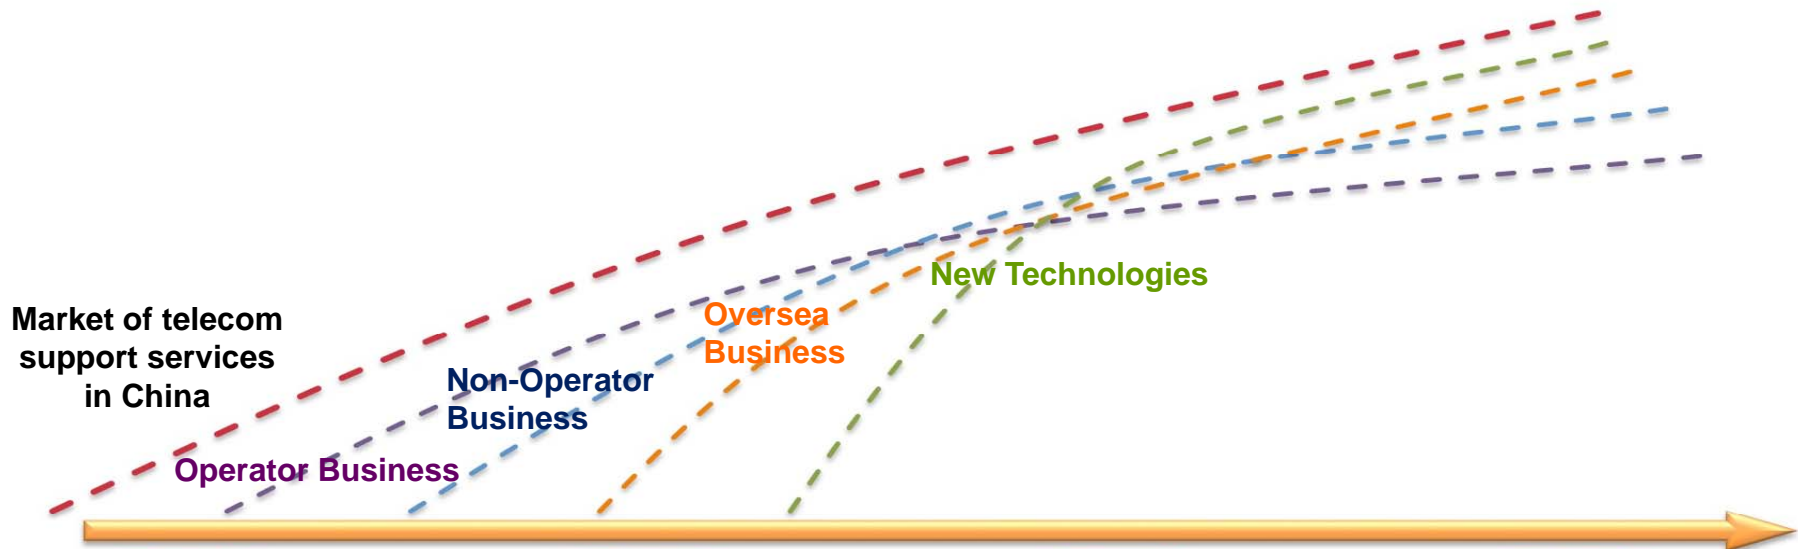 Market of telecom
support services
in China
Operator Business
Non-Operator
Business
Oversea
Business
New Technologies